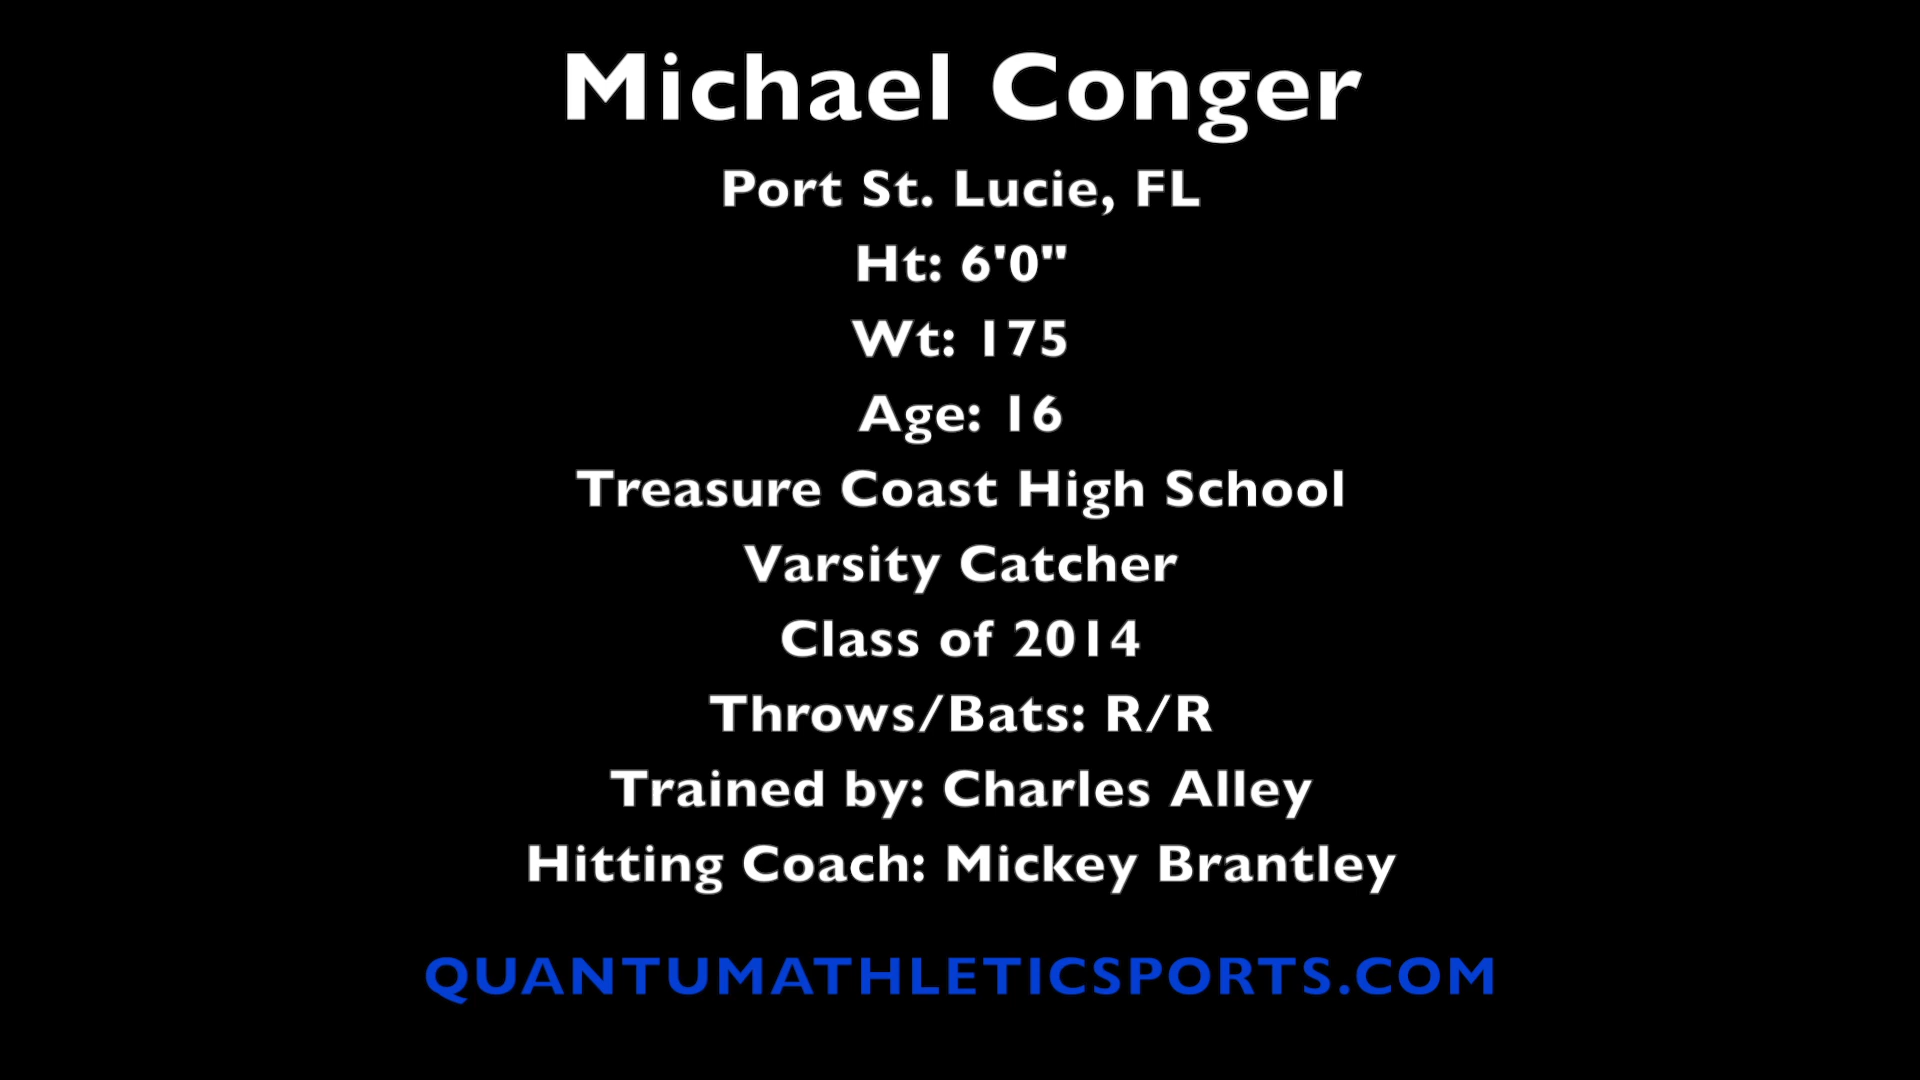 Michael Conger
Port St. Lucie, FL
Ht: 6'0"
Wt: 175
Age: 16
Treasure Coast High School
Varsity Catcher
Class of 2014
Throws/Bats: R/R
Trained by: Charles Alley
Hitting Coach: Mickey Brantley
QUANTUMATHLETICSPORTS.COM